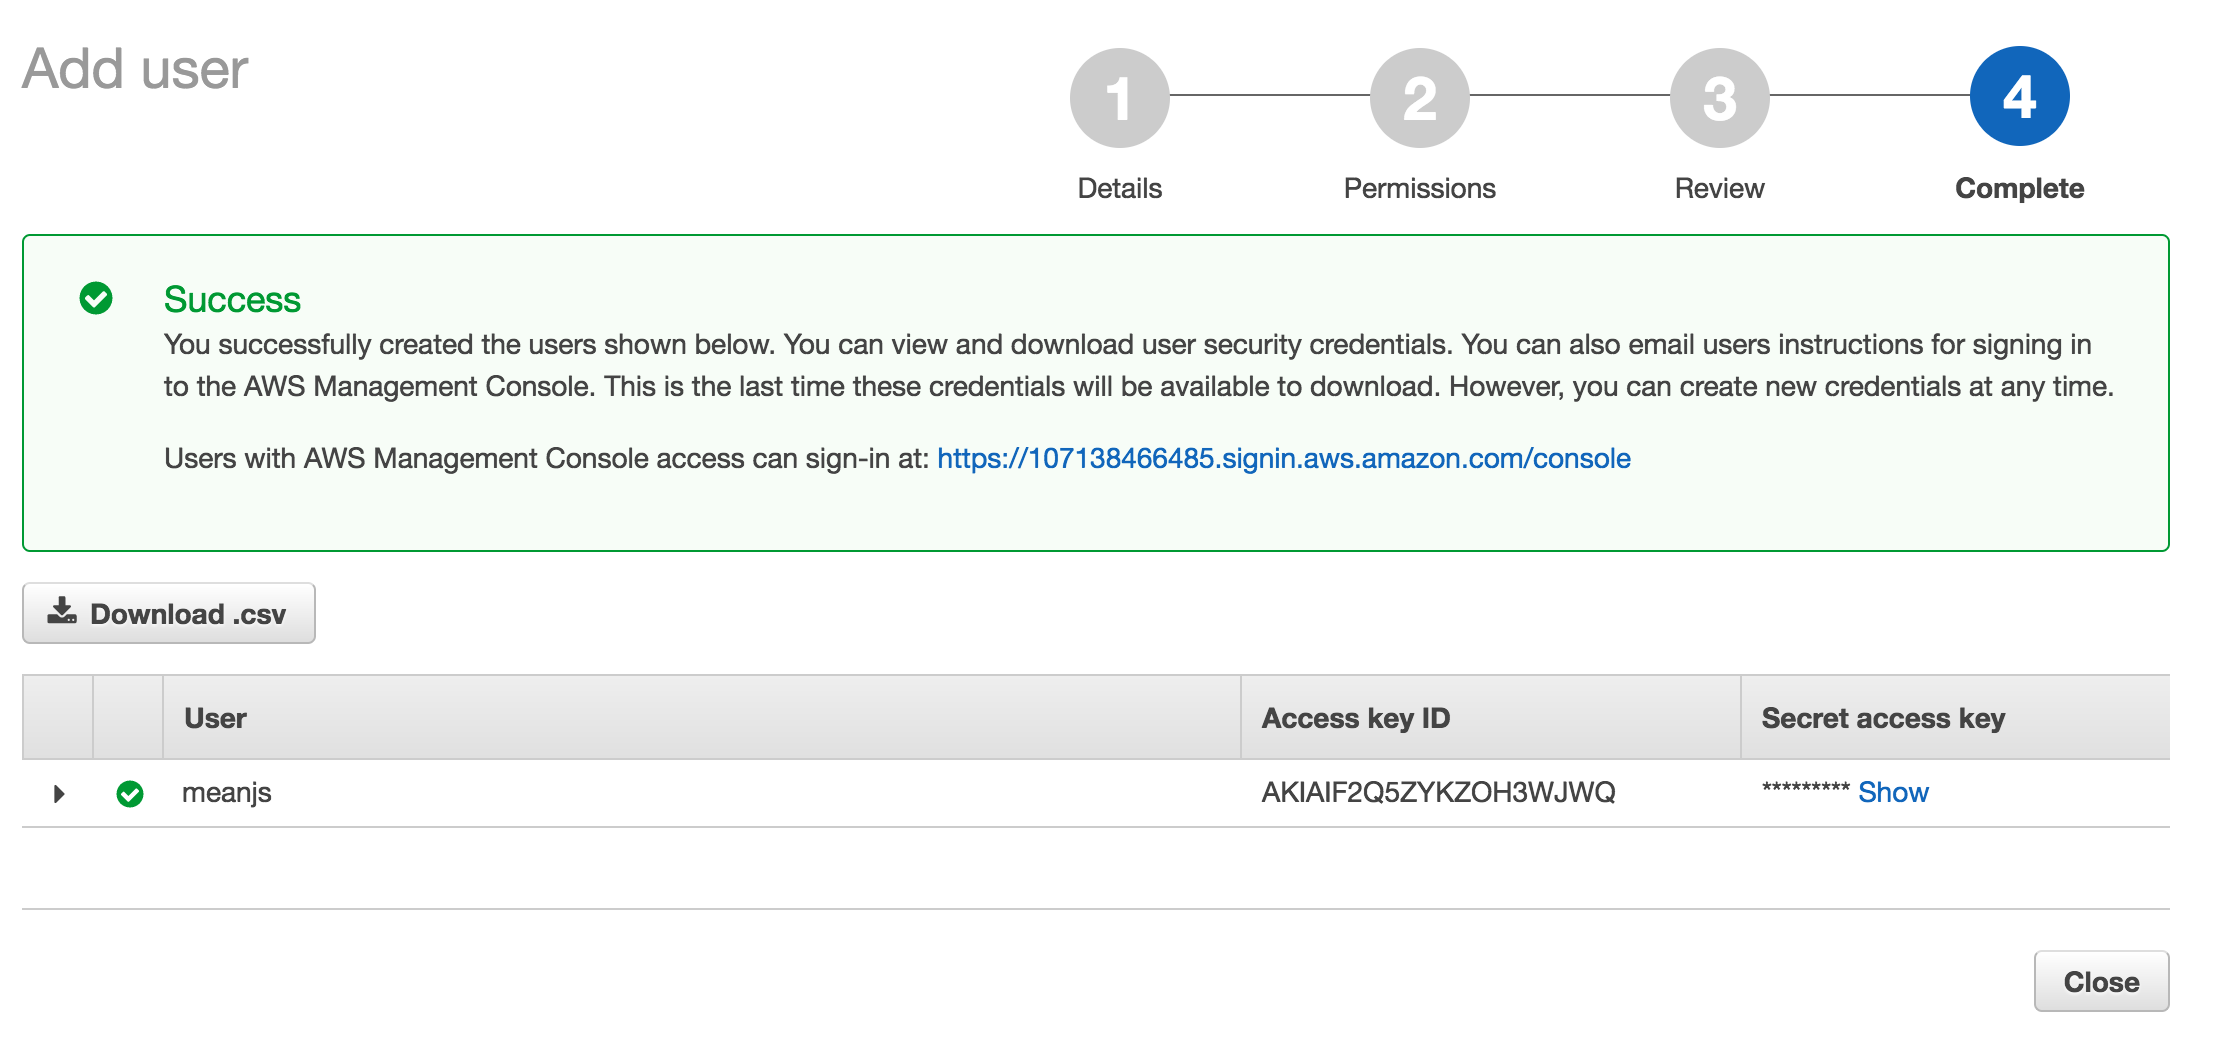 Add user
1
2
3
4
Details
Permissions
Review
Complete
Success
You successfully created the users shown below. You can view and download user security credentials. You can also email users instructions for signing in
to the AWS Management Console. This is the last time these credentials will be available to download. However, you can create new credentials at any time.
Users with AWS Management Console access can sign-in at: https://107138466485.signin.aws.amazon.com/console
Download .csv
User Access key ID Secret access key
meanjs AKIAIF2Q5ZYKZOH3WJWQ ********* Show
Close